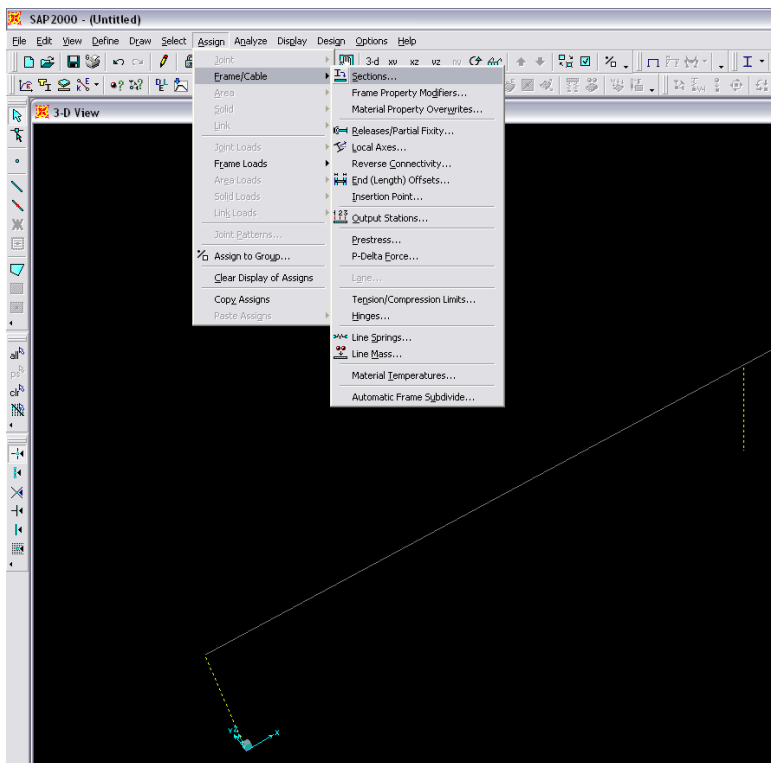 SAP2000 - (Untitled)
File Edit View Define Draw Select Assign Analyze Display Design Options Help
3-d xy xz yz nv
3-D View
Joint
Frame/Cable
Area
Solid
Link
Joint Loads
Frame Loads
Area Loads
Solid Loads
Link Loads
Joint Patterns...
Assign to Group...
Clear Display of Assigns
Copy Assigns
Paste Assigns
Sections...
Frame Property Modifiers...
Material Property Overwrites...
Releases/Partial Fixity...
Local Axes...
Reverse Connectivity...
End (Length) Offsets...
Insertion Point...
Output Stations...
Prestress...
P-Delta Force...
Lane...
Tension/Compression Limits...
Hinges...
Line Springs...
Line Mass...
Material Temperatures...
Automatic Frame Subdivide...
all
ps
clr
Y
X